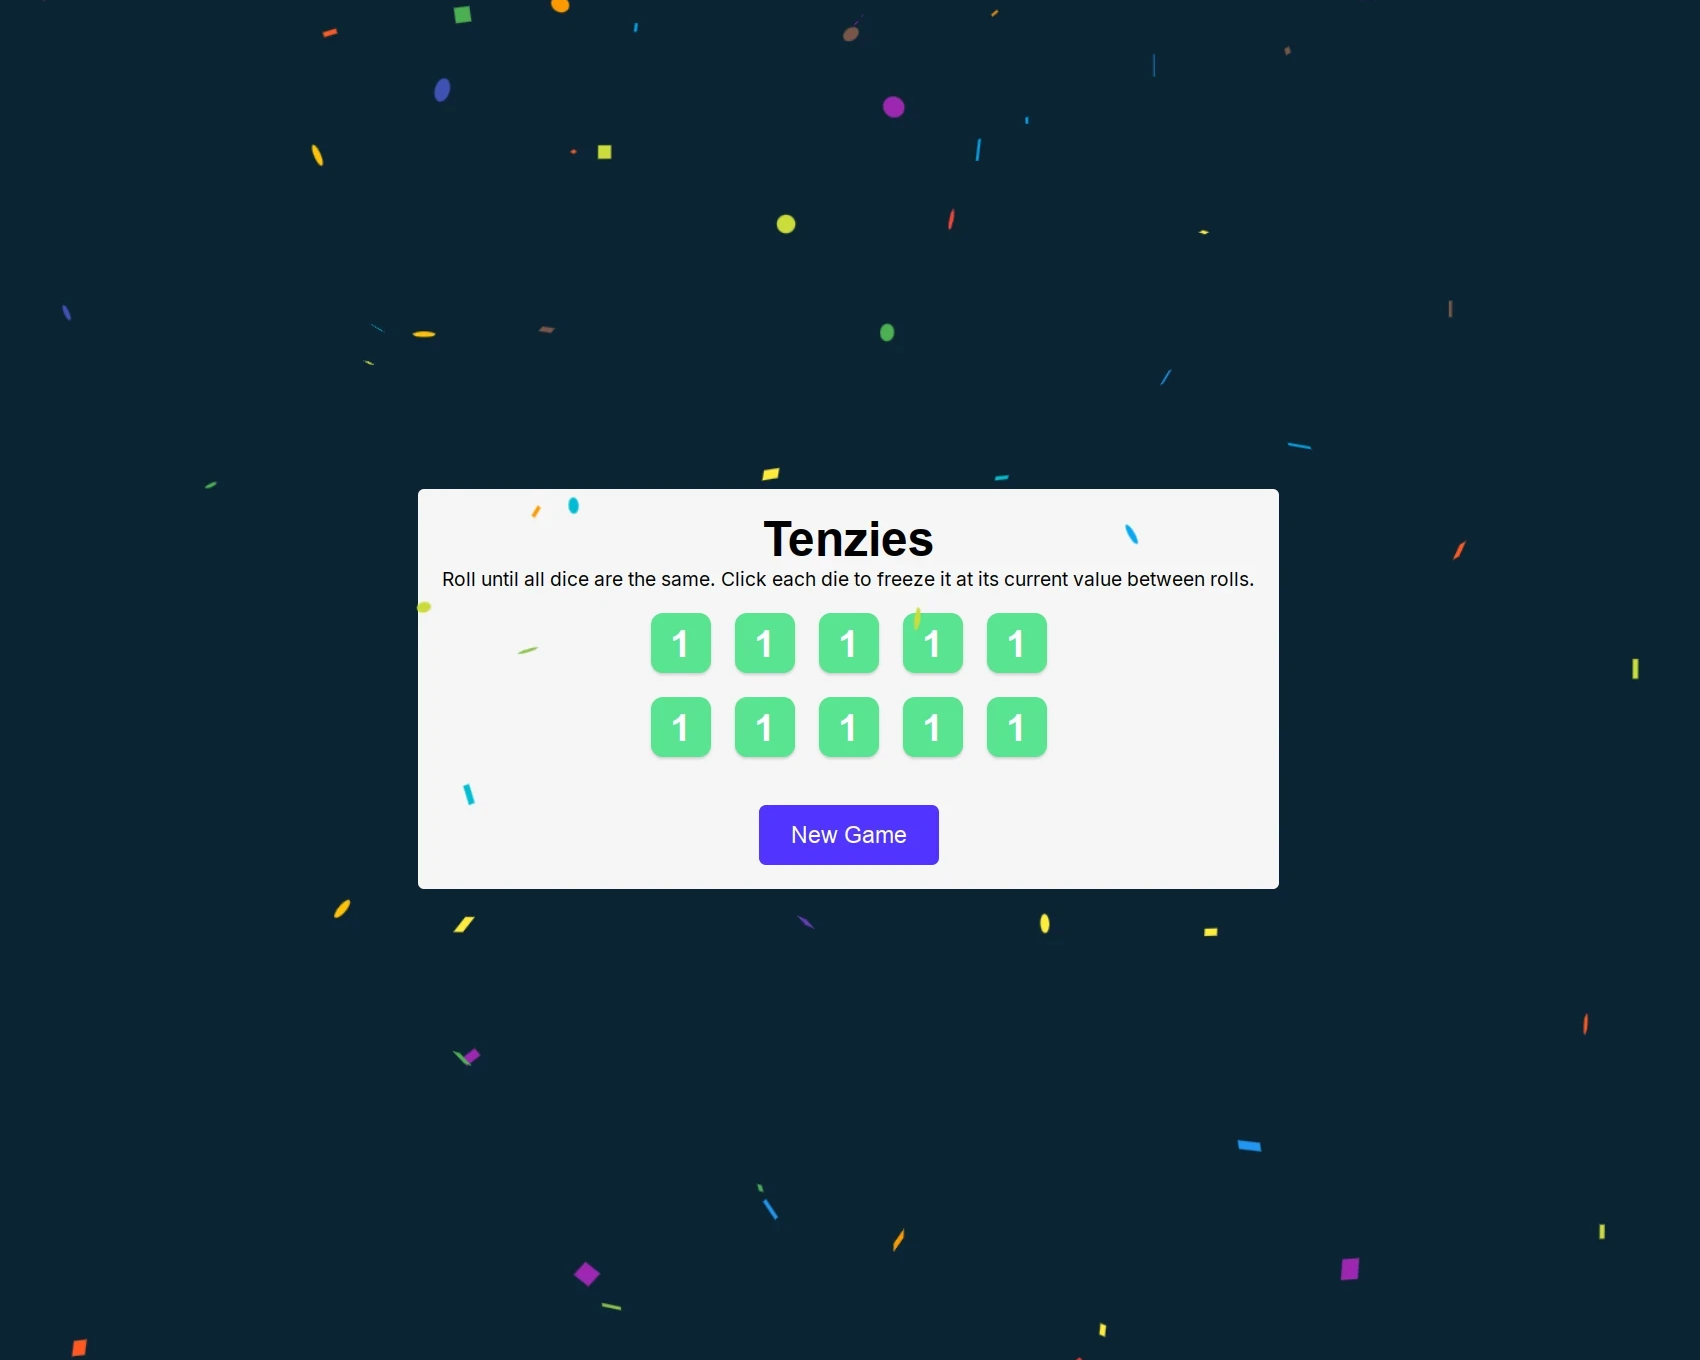 Tenzies
Roll until all dice are the same. Click each die to freeze it at its current value between rolls.
1 1 1 1 1
1 1 1 1 1
New Game